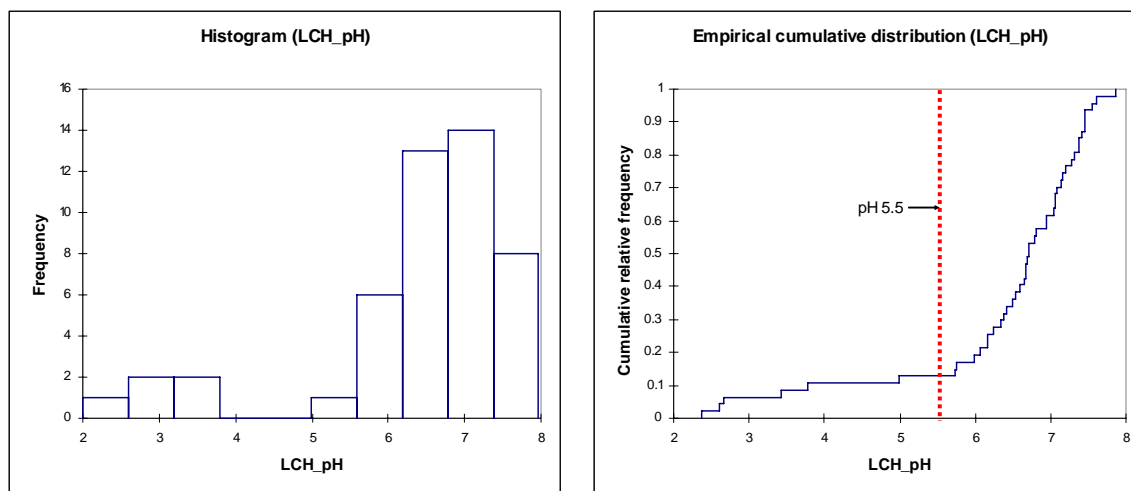 Histogram (LCH_pH)
16
14
12
10
8
6
4
2
0
2 3 4 5 6 7 8
Frequency
LCH_pH
Empirical cumulative distribution (LCH_pH)
1
0.9
0.8
0.7
0.6
0.5
0.4
0.3
0.2
0.1
0
2 3 4 5 6 7 8
Cumulative relative frequency
pH 5.5
LCH_pH